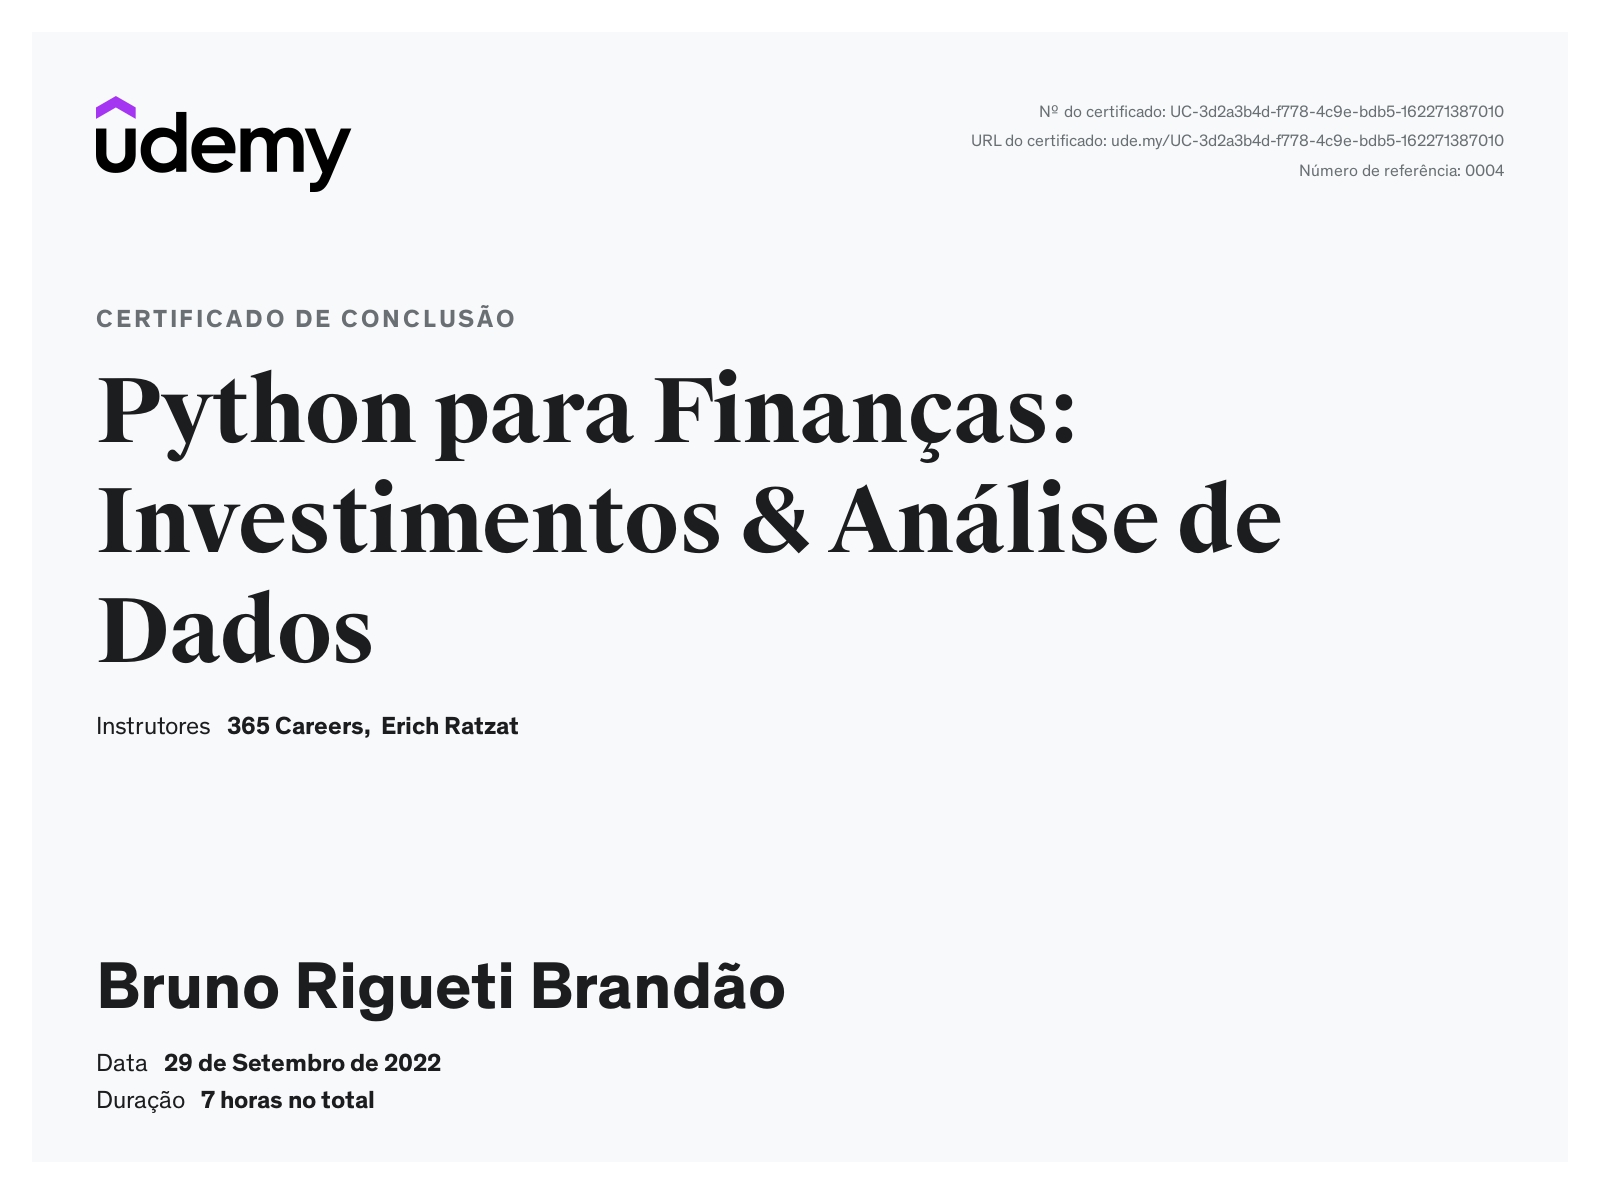 udemy
Nº do certificado: UC-3d2a3b4d-f778-4c9e-bdb5-162271387010
URL do certificado: ude.my/UC-3d2a3b4d-f778-4c9e-bdb5-162271387010
Número de referência: 0004
CERTIFICADO DE CONCLUSÃO
Python para Finanças:
Investimentos & Análise de
Dados
Instrutores 365 Careers, Erich Ratzat
Bruno Rigueti Brandão
Data 29 de Setembro de 2022
Duração 7 horas no total